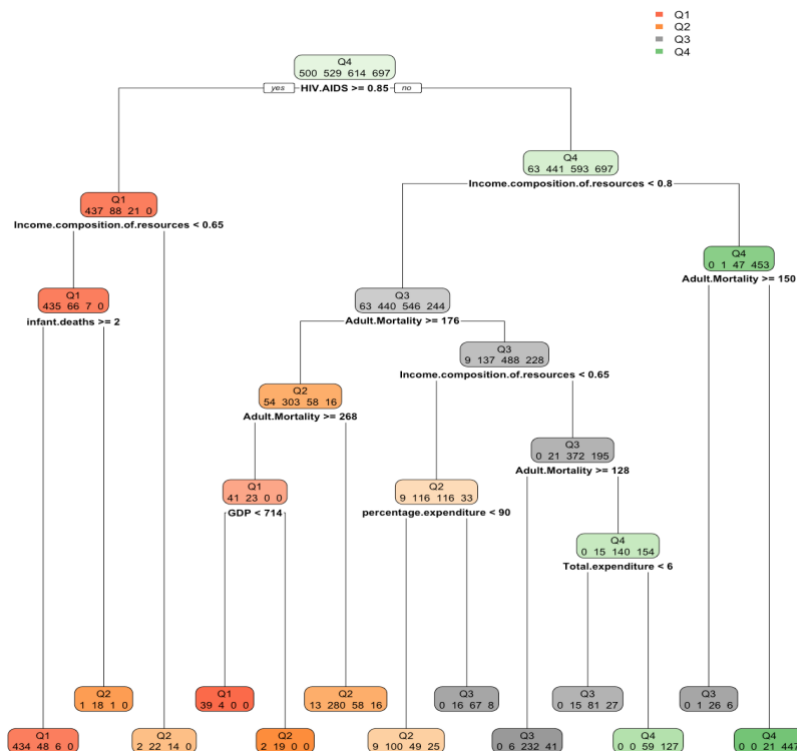 Q1
Q2
Q3
Q4
Q4
500 529 614 697
yes HIV.AIDS >= 0.85 no
Q4
63 441 593 697
Income.composition.of.resources < 0.8
Q1
437 88 21 0
Income.composition.of.resources < 0.65
Q4
0 1 47 453
Adult.Mortality >= 150
Q1
435 66 7 0
infant.deaths >= 2
Q3
63 440 546 244
Adult.Mortality >= 176
Q3
9 137 488 228
Income.composition.of.resources < 0.65
Q2
54 303 58 16
Adult.Mortality >= 268
Q3
0 21 372 195
Adult.Mortality >= 128
Q1
41 23 0 0
GDP < 714
Q2
9 116 116 33
percentage.expenditure < 90
Q4
0 15 140 154
Total.expenditure < 6
Q2
1 18 1 0
Q1
39 4 0 0
Q2
13 280 58 16
Q3
0 16 67 8
Q3
0 15 81 27
Q3
0 1 26 6
Q1
434 48 6 0
Q2
2 22 14 0
Q2
2 19 0 0
Q2
9 100 49 25
Q3
0 6 232 41
Q4
0 0 59 127
Q4
0 0 21 447